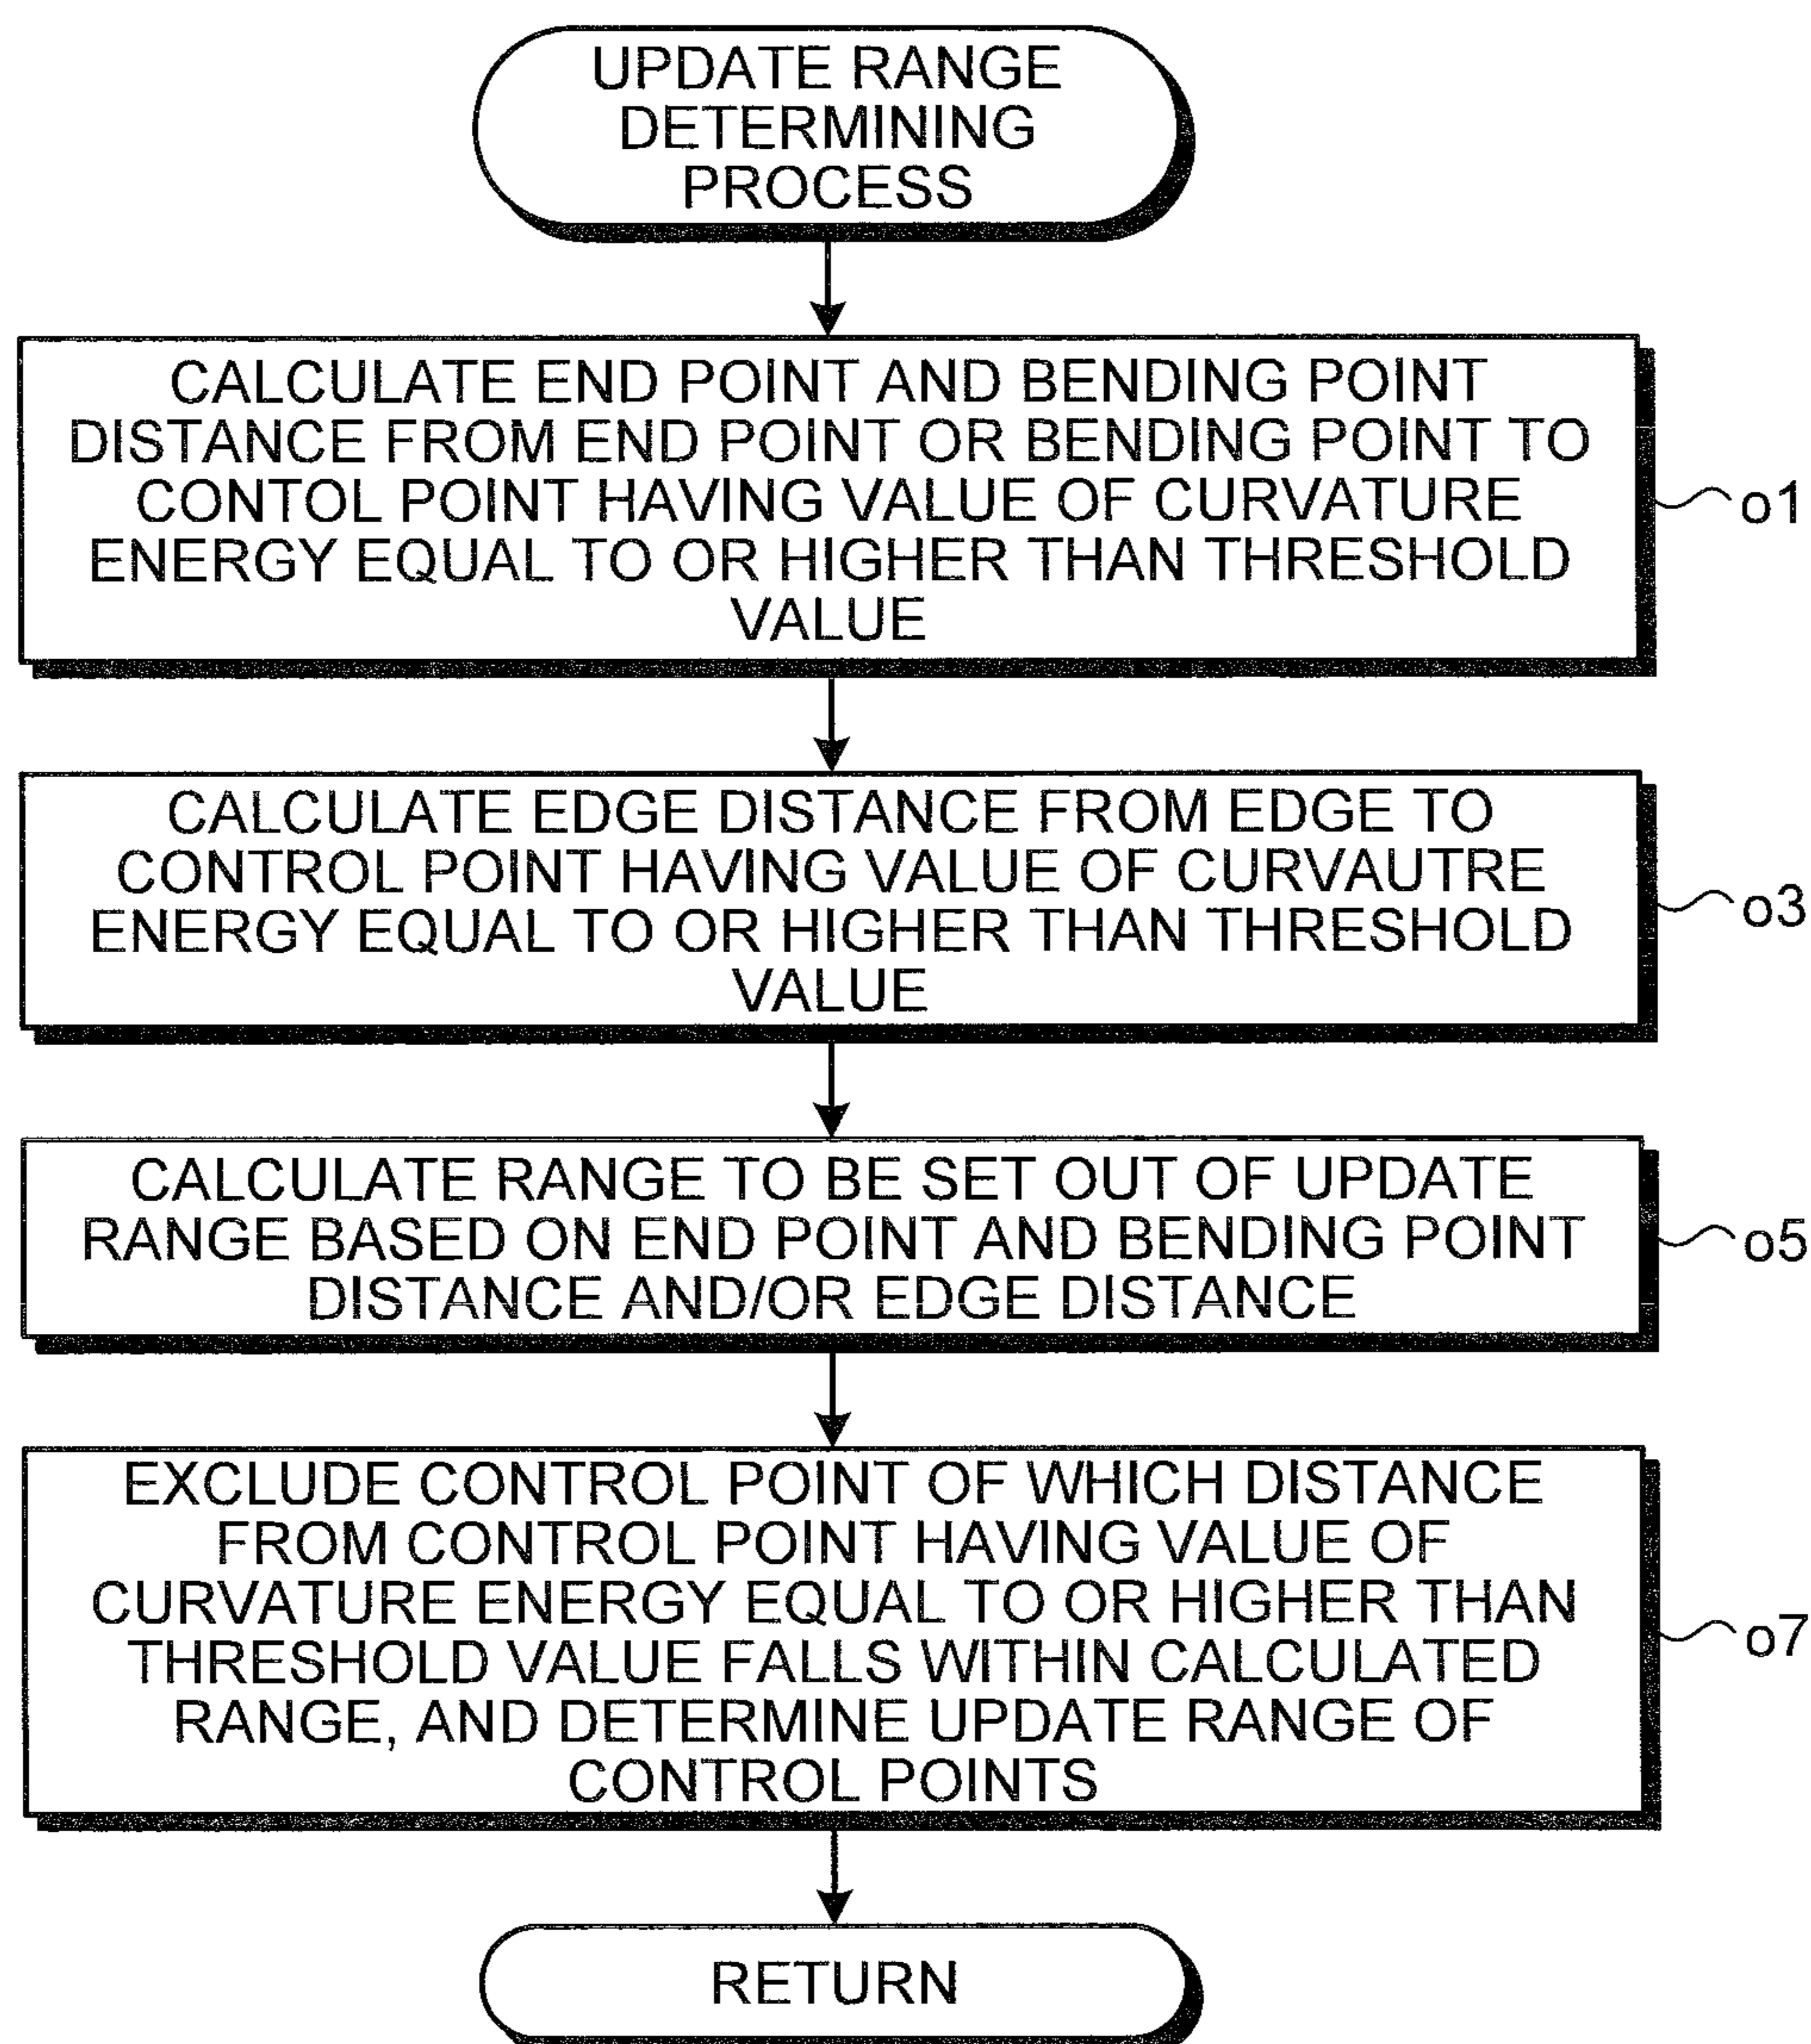 UPDATE RANGE
DETERMINING
PROCESS
CALCULATE END POINT AND BENDING POINT
DISTANCE FROM END POINT OR BENDING POINT TO
CONTOL POINT HAVING VALUE OF CURVATURE
ENERGY EQUAL TO OR HIGHER THAN THRESHOLD
VALUE
o1
CALCULATE EDGE DISTANCE FROM EDGE TO
CONTROL POINT HAVING VALUE OF CURVAUTRE
ENERGY EQUAL TO OR HIGHER THAN THRESHOLD
VALUE
o3
CALCULATE RANGE TO BE SET OUT OF UPDATE
RANGE BASED ON END POINT AND BENDING POINT
DISTANCE AND/OR EDGE DISTANCE
o5
EXCLUDE CONTROL POINT OF WHICH DISTANCE
FROM CONTROL POINT HAVING VALUE OF
CURVATURE ENERGY EQUAL TO OR HIGHER THAN
THRESHOLD VALUE FALLS WITHIN CALCULATED
RANGE, AND DETERMINE UPDATE RANGE OF
CONTROL POINTS
o7
RETURN